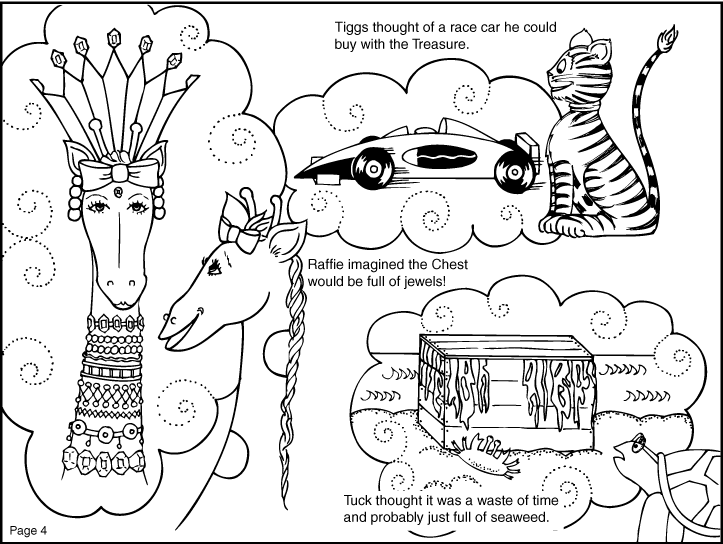 Tiggs thought of a race car he could
buy with the Treasure.
Raffie imagined the Chest
would be full of jewels!
Tuck thought it was a waste of time
and probably just full of seaweed.
Page 4